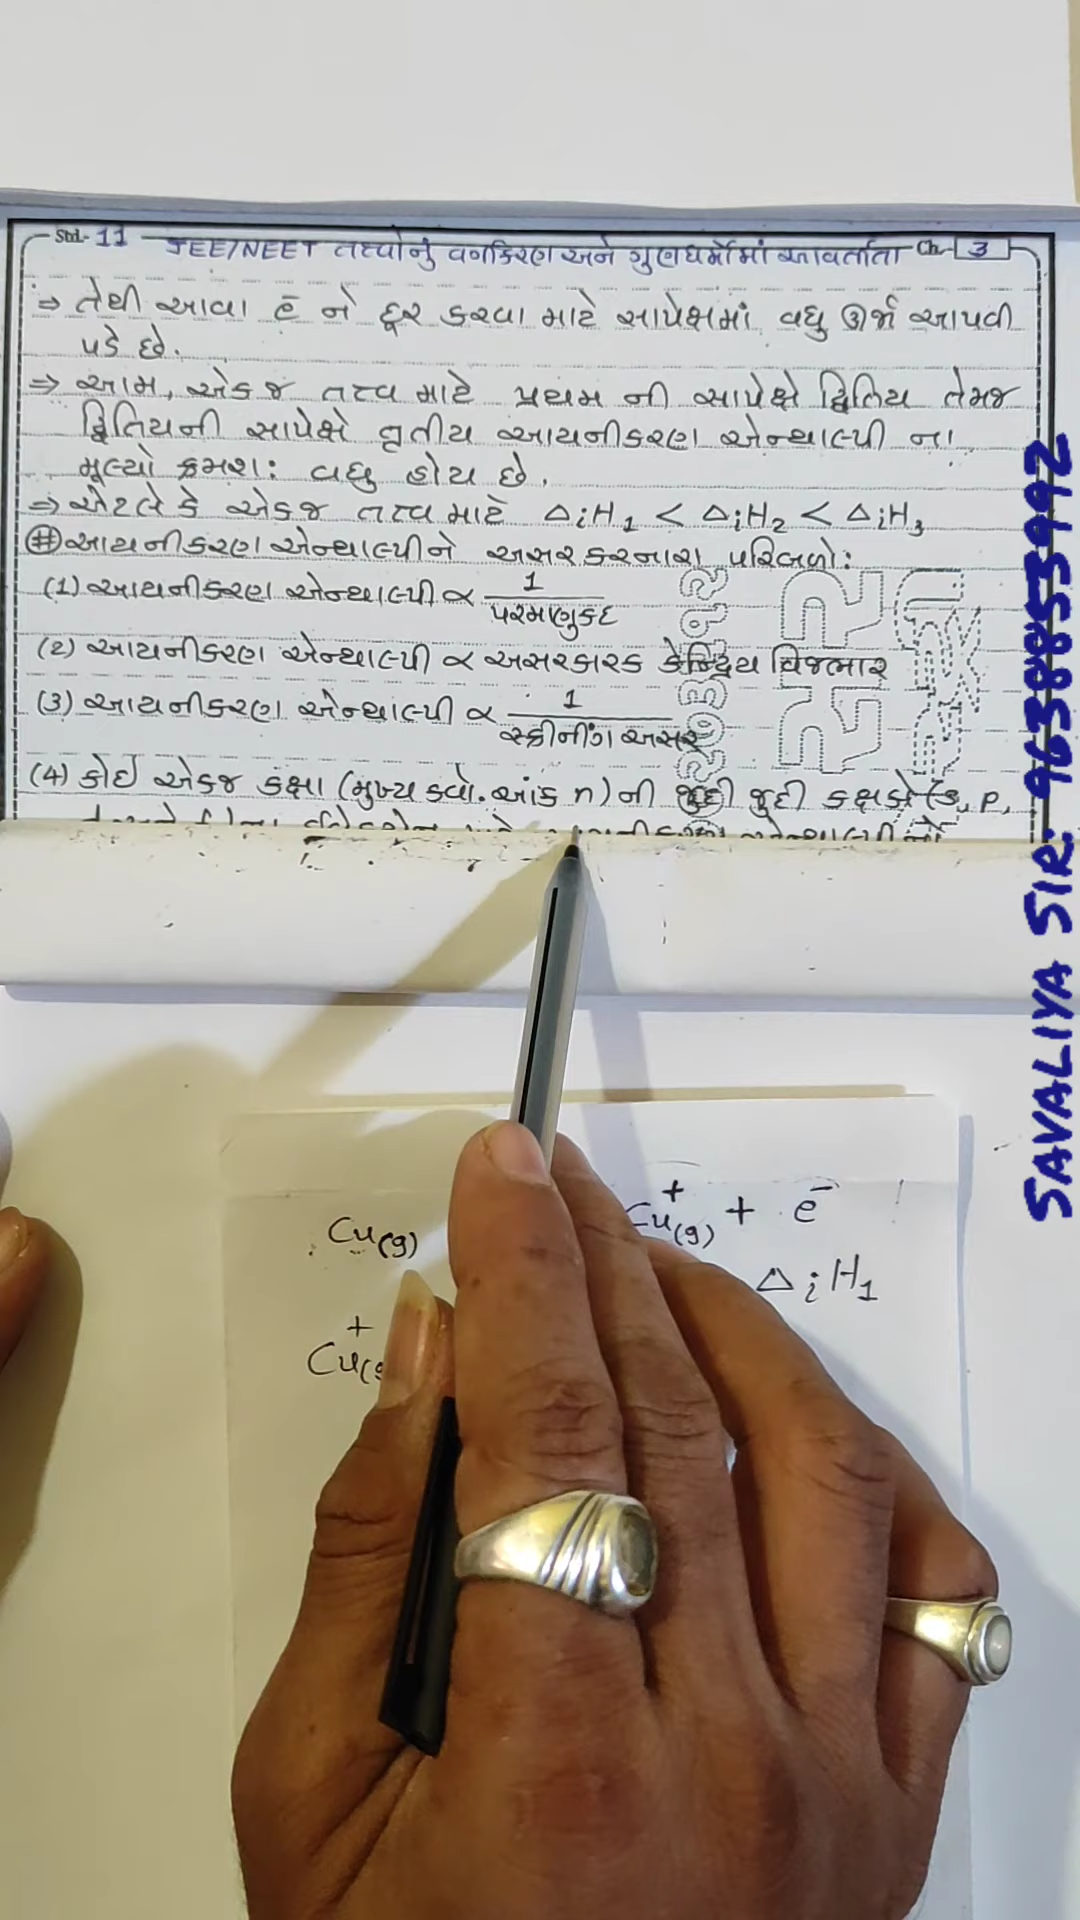 Std.- 11 JEE/NEET તત્ત્વોનું વર્ગીકરણ અને ગુણધર્મોમાં આવર્તતા Ch.- 3
⇒ તેથી આવા ē ને દૂર કરવા માટે સાપેક્ષમાં વધુ ઊર્જા આપવી
પડે છે.
⇒ આમ, એકજ તત્વ માટે પ્રથમ ની સાપેક્ષે દ્વિતિય તેમજ
દ્વિતિયની સાપેક્ષે તૃતીય આયનીકરણ એન્થાલ્પી ના
મૂલ્યો ક્રમશ: વધુ હોય છે.
⇒ એટલે કે એકજ તત્વ માટે ΔiH1 < ΔiH2 < ΔiH3
# આયનીકરણ એન્થાલ્પીને અસર કરનારા પરિબળો:
(1) આયનીકરણ એન્થાલ્પી ∝ 1
પરમાણુકદ
(2) આયનીકરણ એન્થાલ્પી ∝ અસરકારક કેન્દ્રિય વિજભાર
(3) આયનીકરણ એન્થાલ્પી ∝ 1
સ્ક્રીનીંગ અસર
(4) કોઈ એકજ કક્ષા (મુખ્ય ક્વો. આંક n) ની જુદી જુદી કક્ષકો (s, p,
SAVALIYA SIR: 9638853992
Cu(g) Cu+(g) + e-
ΔiH1
Cu+(g